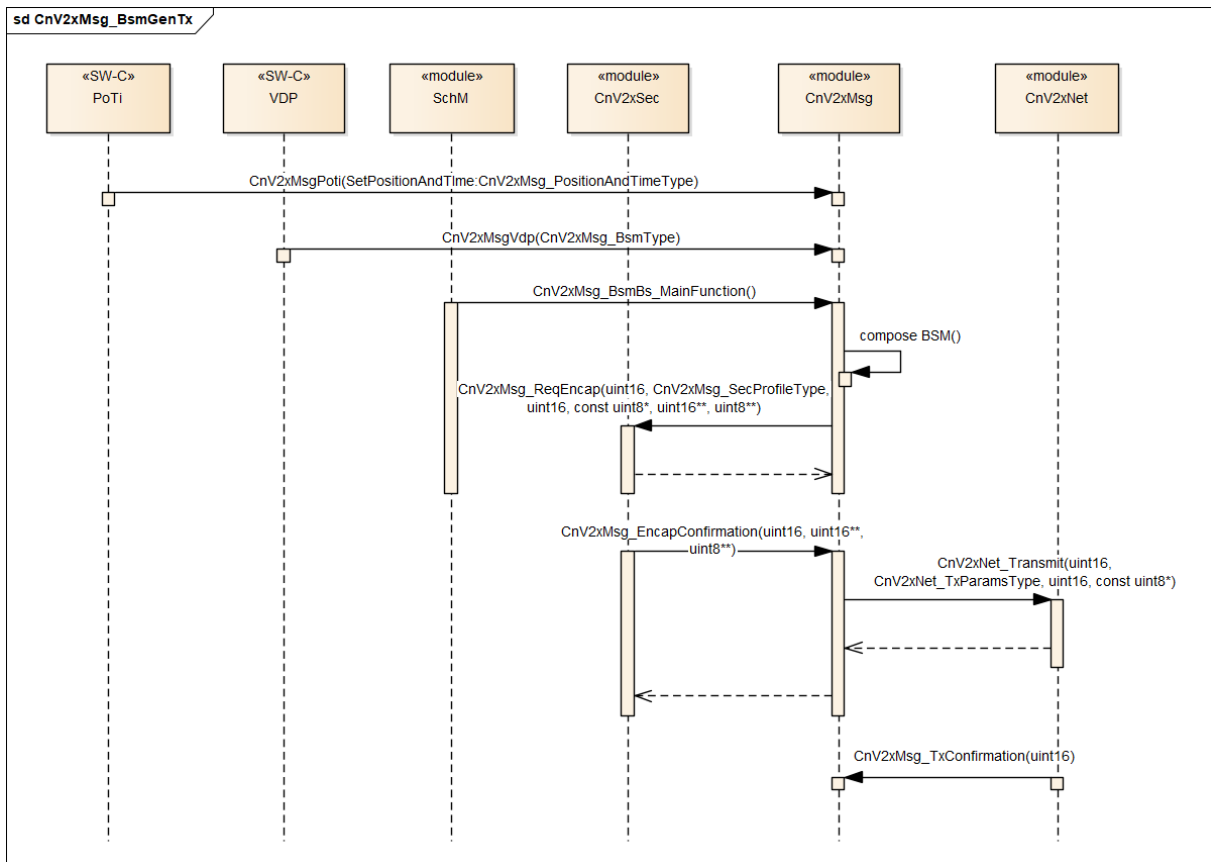 sd CnV2xMsg_BsmGenTx
«SW-C»
PoTi
«SW-C»
VDP
«module»
SchM
«module»
CnV2xSec
«module»
CnV2xMsg
«module»
CnV2xNet
CnV2xMsgPoti(SetPositionAndTIme:CnV2xMsg_PositionAndTimeType)
CnV2xMsgVdp(CnV2xMsg_BsmType)
CnV2xMsg_BsmBs_MainFunction()
compose BSM()
CnV2xMsg_ReqEncap(uint16, CnV2xMsg_SecProfileType,
uint16, const uint8*, uint16**, uint8**)
CnV2xMsg_EncapConfirmation(uint16, uint16**,
uint8**)
CnV2xNet_Transmit(uint16,
CnV2xNet_TxParamsType, uint16, const uint8*)
CnV2xMsg_TxConfirmation(uint16)